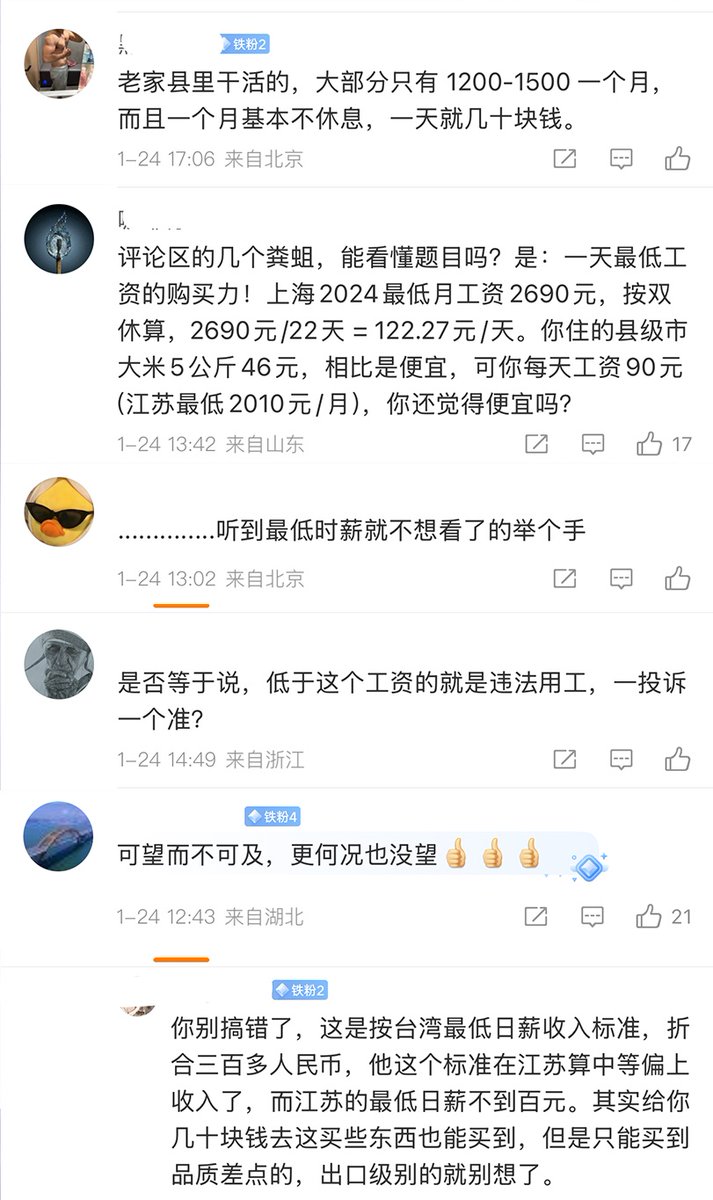 铁粉2
老家县里干活的，大部分只有 1200-1500 一个月，
而且一个月基本不休息，一天就几十块钱。
1-24 17:06 来自北京
评论区的几个粪蛆，能看懂题目吗？是：一天最低工
资的购买力！上海2024最低月工资2690元，按双
休算，2690元/22天 = 122.27元/天。你住的县级市
大米5公斤46元，相比是便宜，可你每天工资90元
(江苏最低2010元/月)，你还觉得便宜吗？
1-24 13:42 来自山东
17
..............听到最低时薪就不想看了的举个手
1-24 13:02 来自北京
是否等于说，低于这个工资的就是违法用工，一投诉
一个准？
1-24 14:49 来自浙江
铁粉4
可望而不可及，更何况也没望👍👍👍
1-24 12:43 来自湖北
21
铁粉2
你别搞错了，这是按台湾最低日薪收入标准，折
合三百多人民币，他这个标准在江苏算中等偏上
收入了，而江苏的最低日薪不到百元。其实给你
几十块钱去这买些东西也能买到，但是只能买到
品质差点的，出口级别的就别想了。